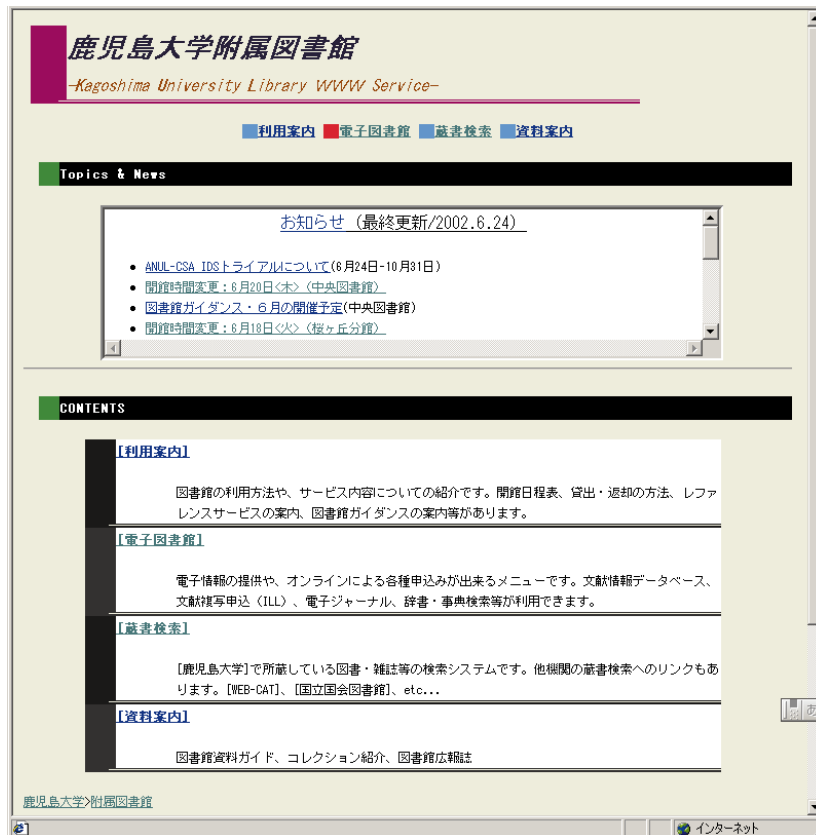 鹿児島大学附属図書館
-Kagoshima University Library WWW Service-
利用案内 電子図書館 蔵書検索 資料案内
Topics & News
お知らせ (最終更新/2002.6.24)
ANUL-CSA IDSトライアルについて(6月24日-10月31日)
開館時間変更：6月20日<木>（中央図書館）
図書館ガイダンス・６月の開催予定(中央図書館)
開館時間変更：6月18日<火>（桜ヶ丘分館）
CONTENTS
[利用案内]
図書館の利用方法や、サービス内容についての紹介です。開館日程表、貸出・返却の方法、レファ
レンスサービスの案内、図書館ガイダンスの案内等があります。
[電子図書館]
電子情報の提供や、オンラインによる各種申込みが出来るメニューです。文献情報データベース、
文献複写申込（ILL）、電子ジャーナル、辞書・事典検索等が利用できます。
[蔵書検索]
[鹿児島大学]で所蔵している図書・雑誌等の検索システムです。他機関の蔵書検索へのリンクもあ
ります。[WEB-CAT]、[国立国会図書館]、etc...
[資料案内]
図書館資料ガイド、コレクション紹介、図書館広報誌
あ
鹿児島大学>附属図書館
インターネット